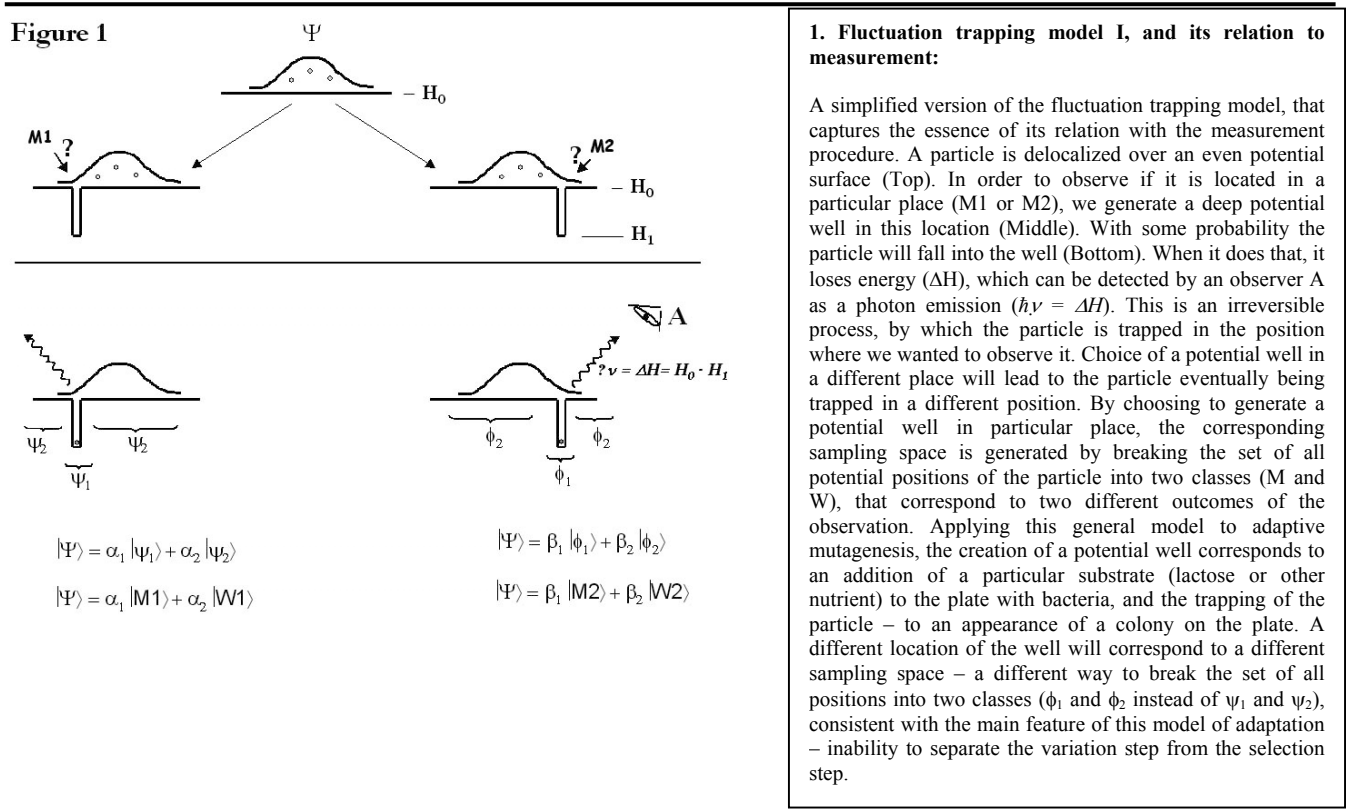 Figure 1
Ψ
– H₀
M1
?
? M2
– H₀
— H₁
A
?ν = ΔH= H₀ - H₁
Ψ₂
Ψ₂
Ψ₁
ϕ₂
ϕ₂
ϕ₁
|Ψ⟩ = α₁ |ψ₁⟩ + α₂ |ψ₂⟩
|Ψ⟩ = α₁ |M1⟩ + α₂ |W1⟩
|Ψ⟩ = β₁ |ϕ₁⟩ + β₂ |ϕ₂⟩
|Ψ⟩ = β₁ |M2⟩ + β₂ |W2⟩
1. Fluctuation trapping model I, and its relation to
measurement:
A simplified version of the fluctuation trapping model, that
captures the essence of its relation with the measurement
procedure. A particle is delocalized over an even potential
surface (Top). In order to observe if it is located in a
particular place (M1 or M2), we generate a deep potential
well in this location (Middle). With some probability the
particle will fall into the well (Bottom). When it does that, it
loses energy (ΔH), which can be detected by an observer A
as a photon emission (ħν = ΔH). This is an irreversible
process, by which the particle is trapped in the position
where we wanted to observe it. Choice of a potential well in
a different place will lead to the particle eventually being
trapped in a different position. By choosing to generate a
potential well in particular place, the corresponding
sampling space is generated by breaking the set of all
potential positions of the particle into two classes (M and
W), that correspond to two different outcomes of the
observation. Applying this general model to adaptive
mutagenesis, the creation of a potential well corresponds to
an addition of a particular substrate (lactose or other
nutrient) to the plate with bacteria, and the trapping of the
particle – to an appearance of a colony on the plate. A
different location of the well will correspond to a different
sampling space – a different way to break the set of all
positions into two classes (ϕ₁ and ϕ₂ instead of ψ₁ and ψ₂),
consistent with the main feature of this model of adaptation
– inability to separate the variation step from the selection
step.